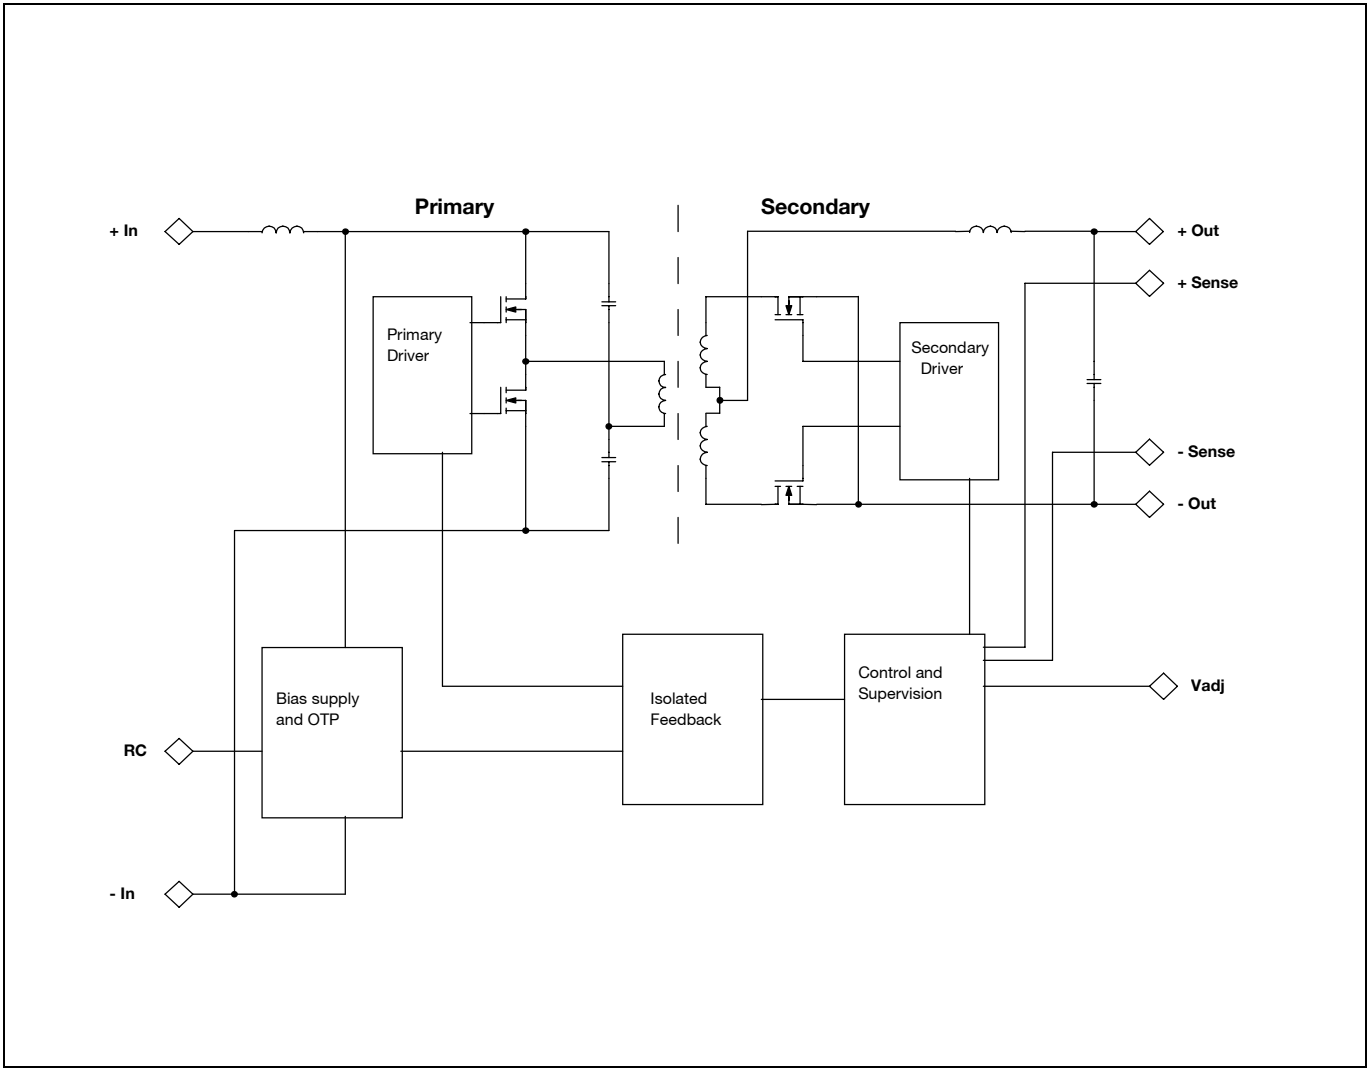 Primary
Secondary
+ In
+ Out
+ Sense
Primary
Driver
Secondary
Driver
- Sense
- Out
Bias supply
and OTP
Isolated
Feedback
Control and
Supervision
Vadj
RC
- In